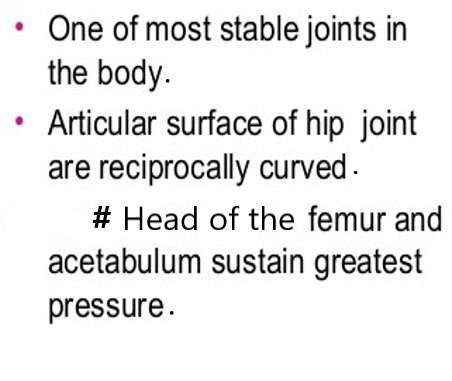 • One of most stable joints in
the body.
• Articular surface of hip joint
are reciprocally curved.
# Head of the femur and
acetabulum sustain greatest
pressure.